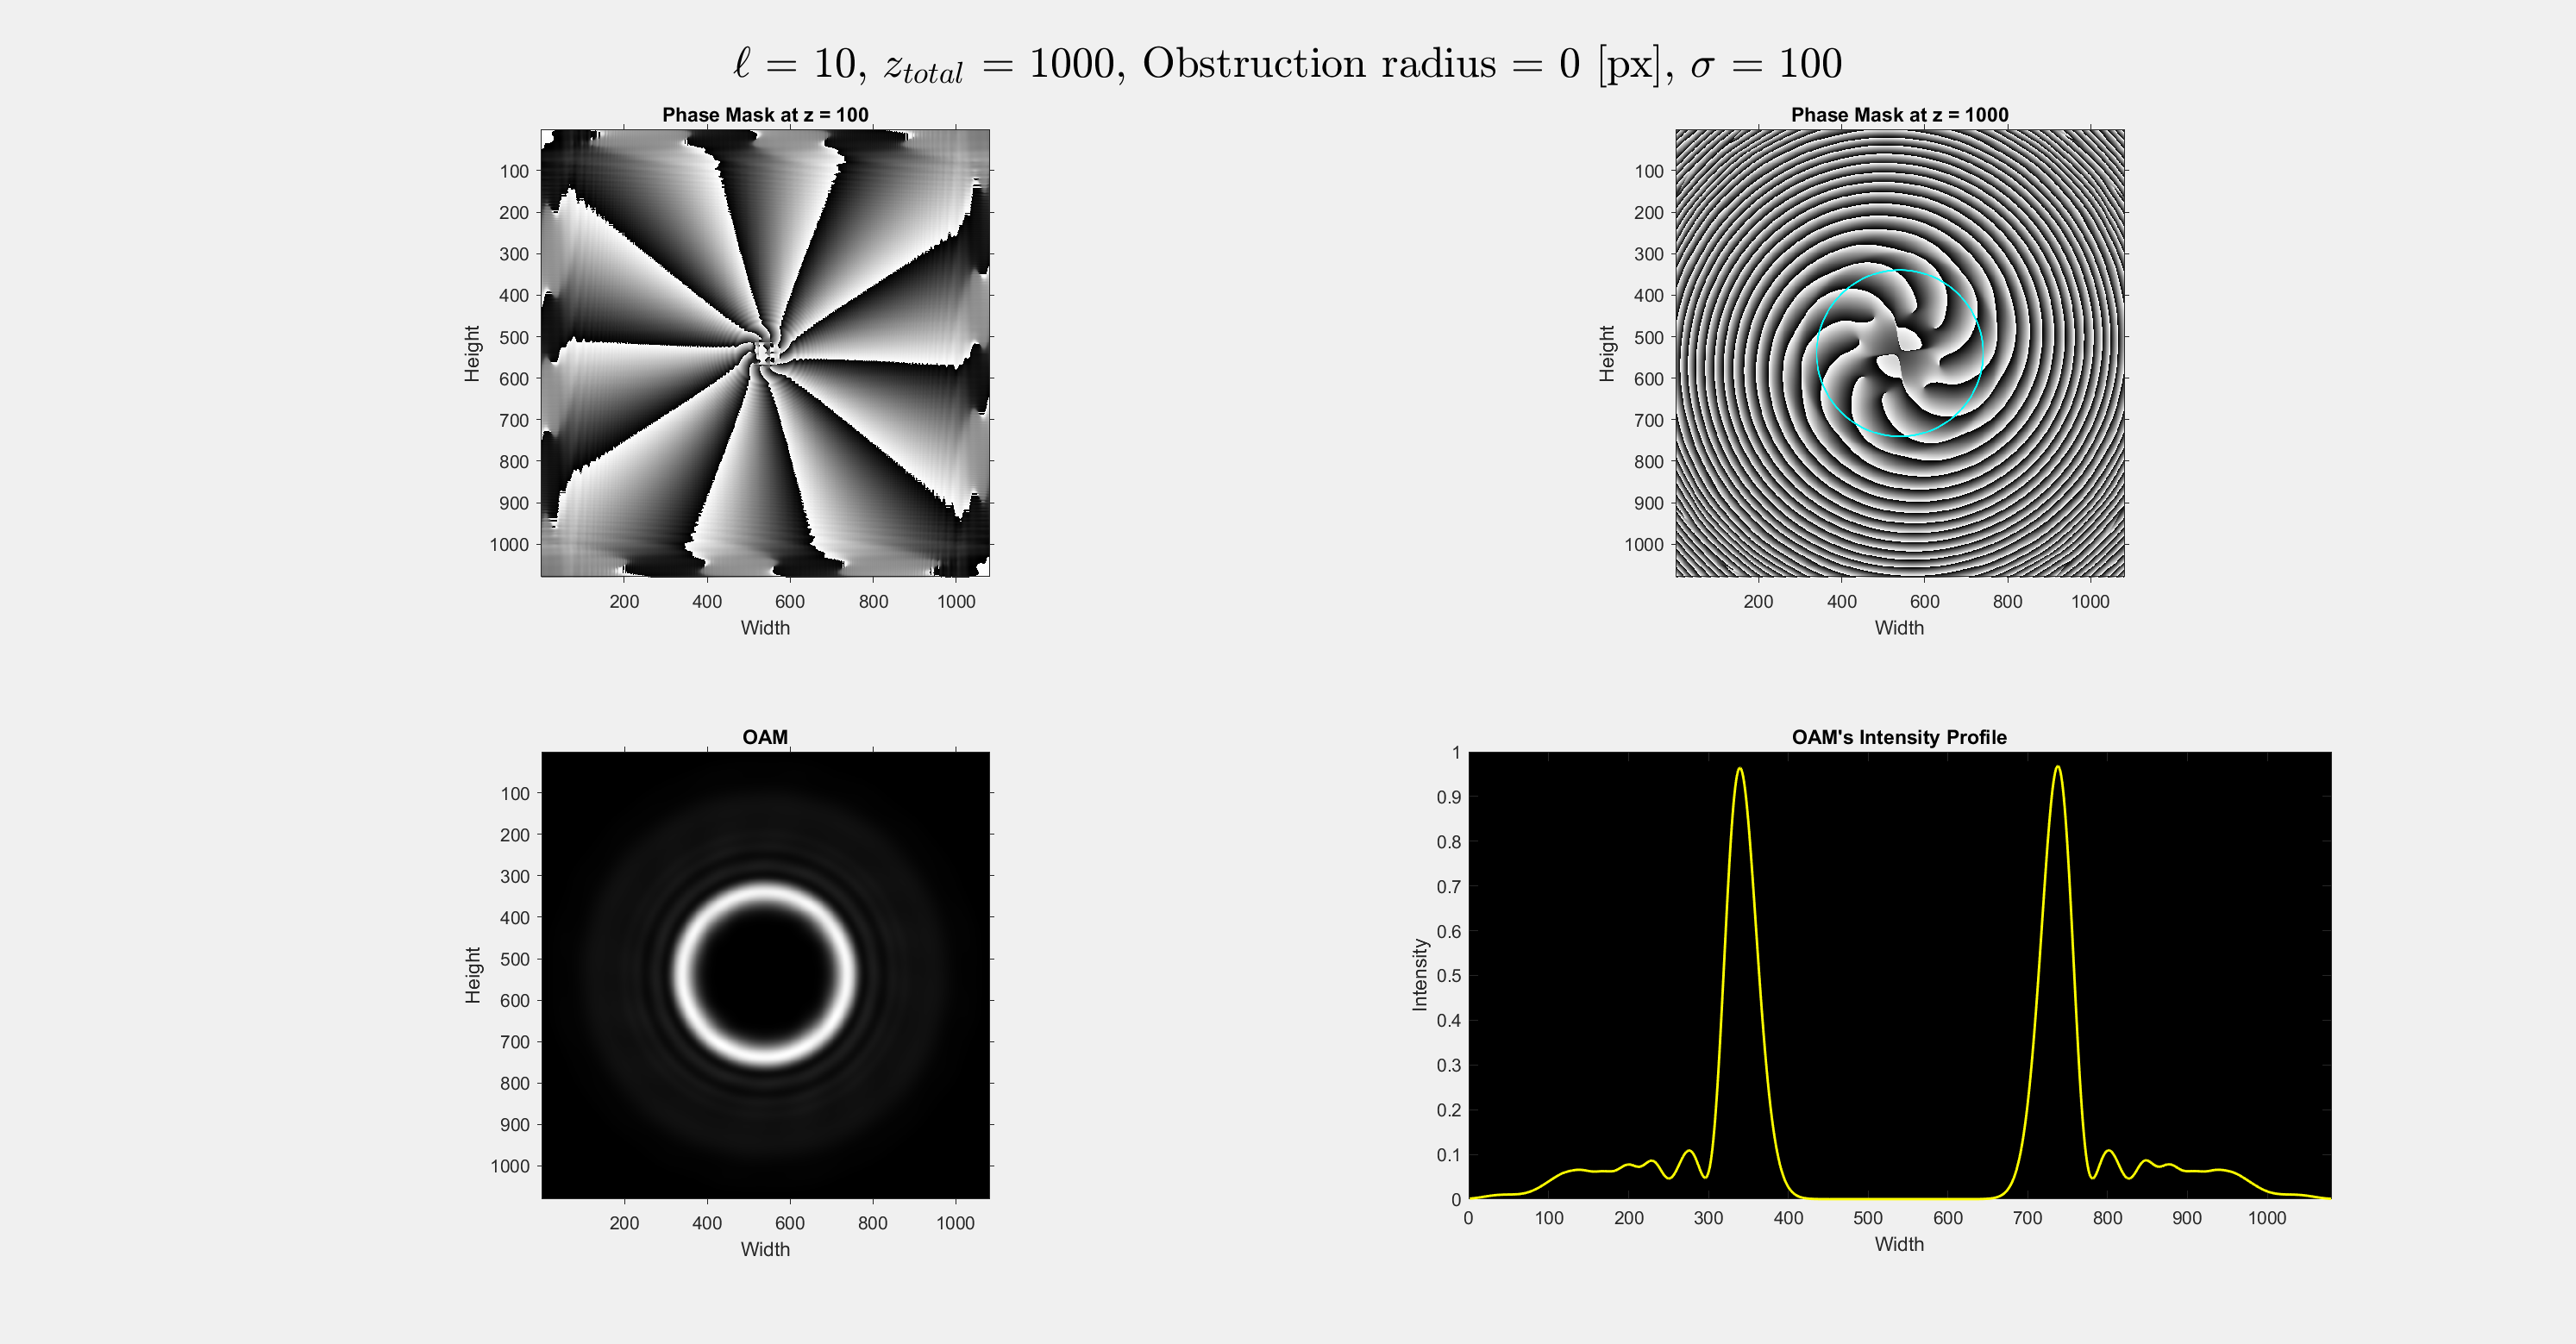 ℓ = 10, z_total = 1000, Obstruction radius = 0 [px], σ = 100
Phase Mask at z = 100
100
200
300
400
500
600
700
800
900
1000
Height
200 400 600 800 1000
Width
Phase Mask at z = 1000
100
200
300
400
500
600
700
800
900
1000
Height
200 400 600 800 1000
Width
OAM
100
200
300
400
500
600
700
800
900
1000
Height
200 400 600 800 1000
Width
OAM's Intensity Profile
1
0.9
0.8
0.7
0.6
0.5
0.4
0.3
0.2
0.1
0
Intensity
0 100 200 300 400 500 600 700 800 900 1000
Width